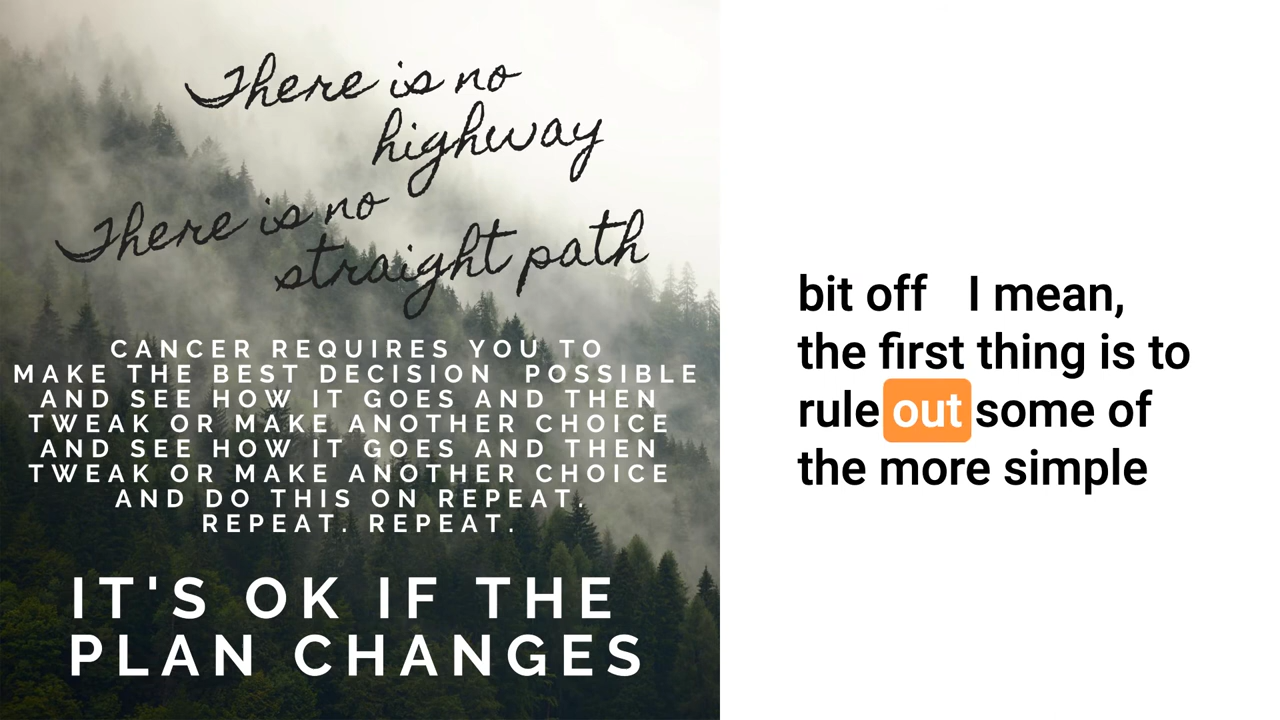 There is no
highway
There is no
straight path
CANCER REQUIRES YOU TO
MAKE THE BEST DECISION POSSIBLE
AND SEE HOW IT GOES AND THEN
TWEAK OR MAKE ANOTHER CHOICE
AND SEE HOW IT GOES AND THEN
TWEAK OR MAKE ANOTHER CHOICE
AND DO THIS ON REPEAT.
REPEAT. REPEAT.
IT'S OK IF THE
PLAN CHANGES
bit off I mean,
the first thing is to
rule out some of
the more simple